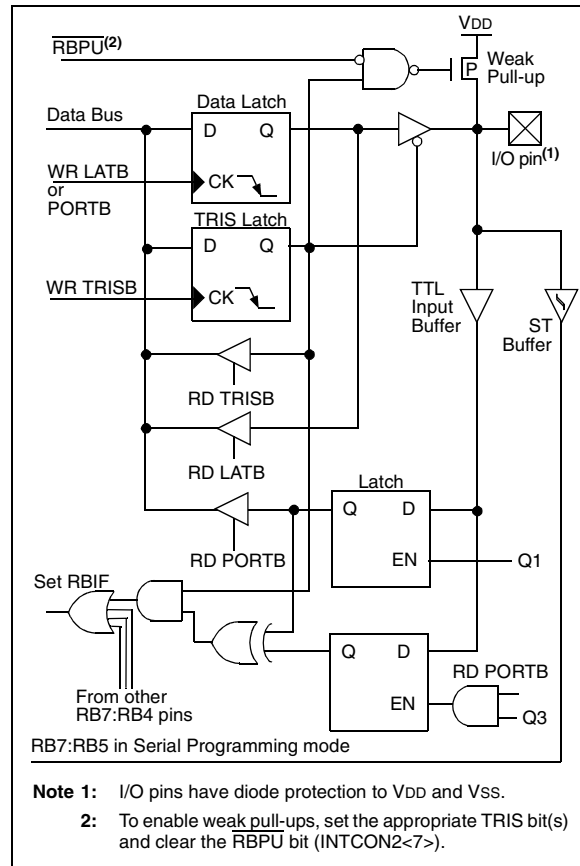 VDD
RBPU(2)
P
Weak
Pull-up
Data Latch
Data Bus
D
Q
I/O pin(1)
WR LATB
or
PORTB
CK
TRIS Latch
D
Q
WR TRISB
CK
TTL
Input
Buffer
ST
Buffer
RD TRISB
RD LATB
Latch
Q
D
RD PORTB
EN
Q1
Set RBIF
Q
D
RD PORTB
EN
Q3
From other
RB7:RB4 pins
RB7:RB5 in Serial Programming mode
Note 1: I/O pins have diode protection to VDD and VSS.
2: To enable weak pull-ups, set the appropriate TRIS bit(s)
and clear the RBPU bit (INTCON2<7>).